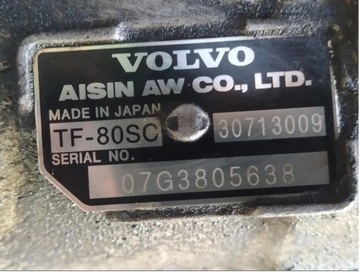 VOLVO
AISIN AW CO., LTD.
MADE IN JAPAN
TF-80SC 30713009
SERIAL NO.
07G3805638